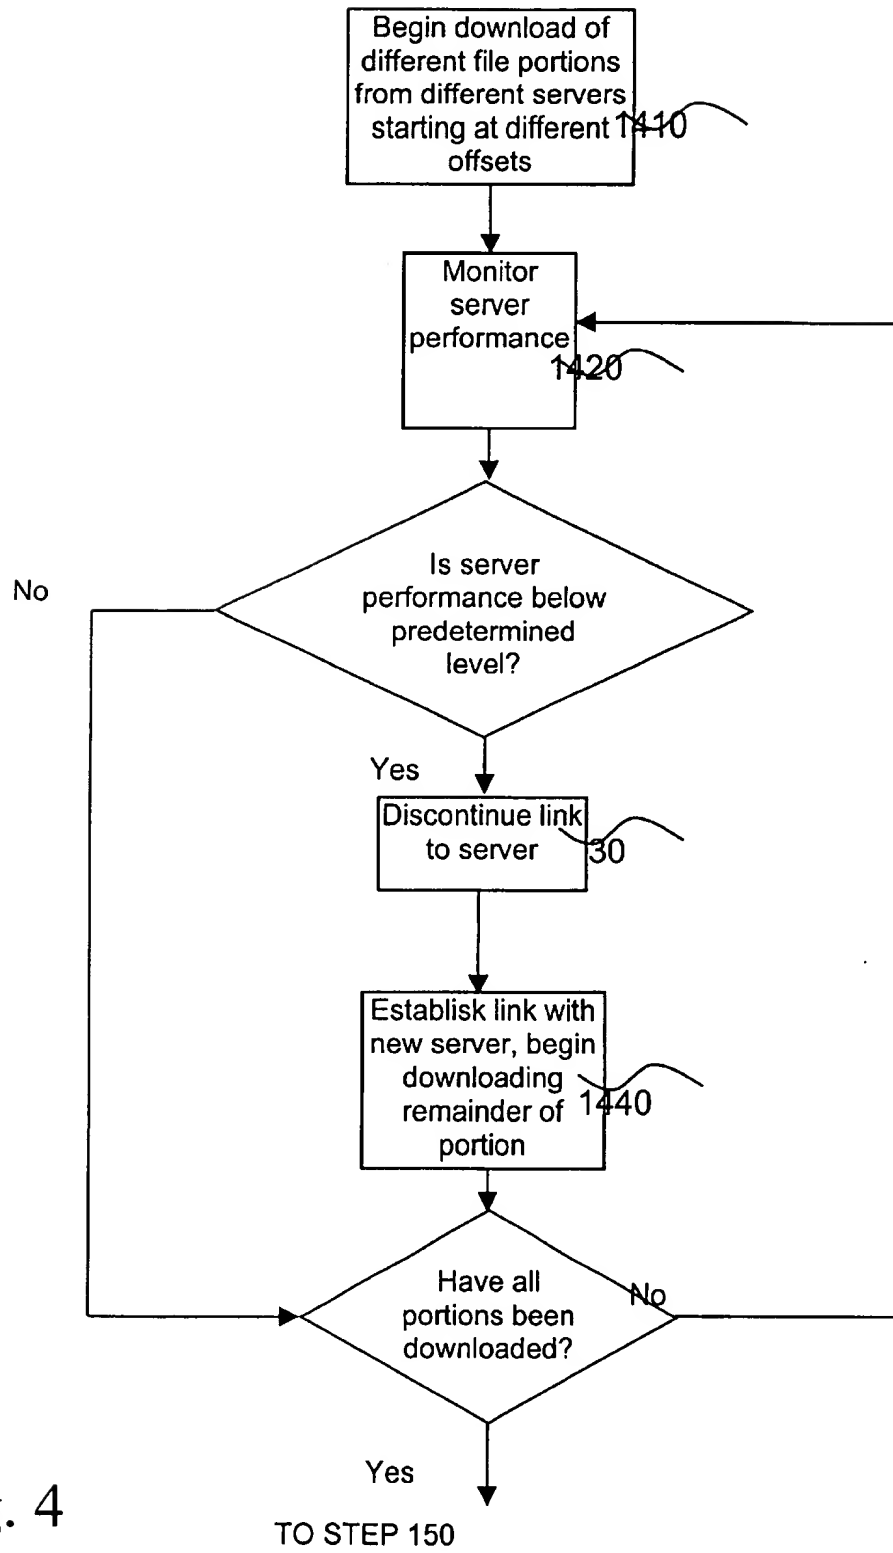 Begin download of
different file portions
from different servers
starting at different
offsets
1410
Monitor
server
performance
1420
Is server
performance below
predetermined
level?
No
Yes
Discontinue link
to server
30
Establisk link with
new server, begin
downloading
remainder of
portion
1440
Have all
portions been
downloaded?
No
Yes
. 4
TO STEP 150